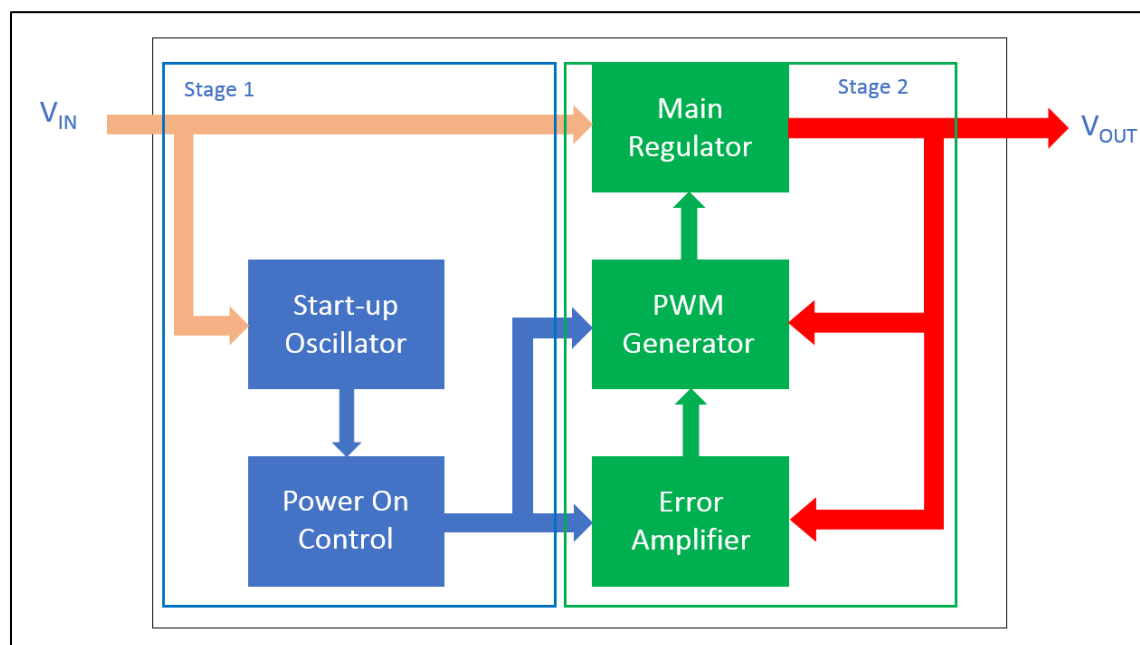 Stage 1
Stage 2
V_IN
Main
Regulator
V_OUT
Start-up
Oscillator
PWM
Generator
Power On
Control
Error
Amplifier